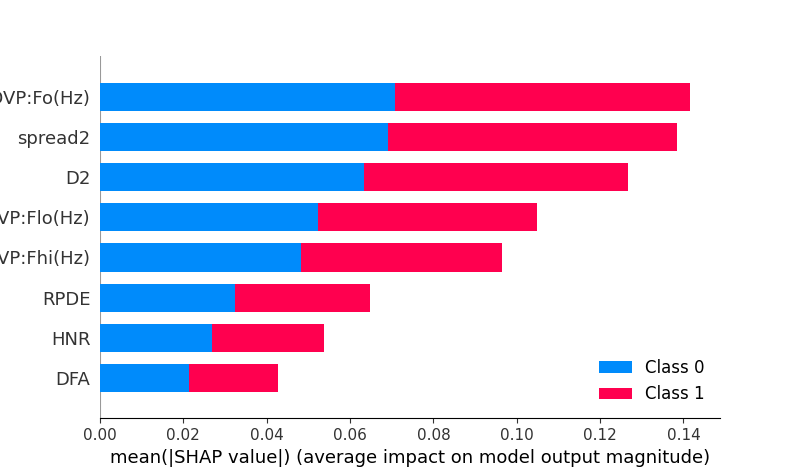 VP:Fo(Hz)
spread2
D2
VP:Flo(Hz)
VP:Fhi(Hz)
RPDE
HNR
DFA
Class 0
Class 1
0.00 0.02 0.04 0.06 0.08 0.10 0.12 0.14
mean(|SHAP value|) (average impact on model output magnitude)